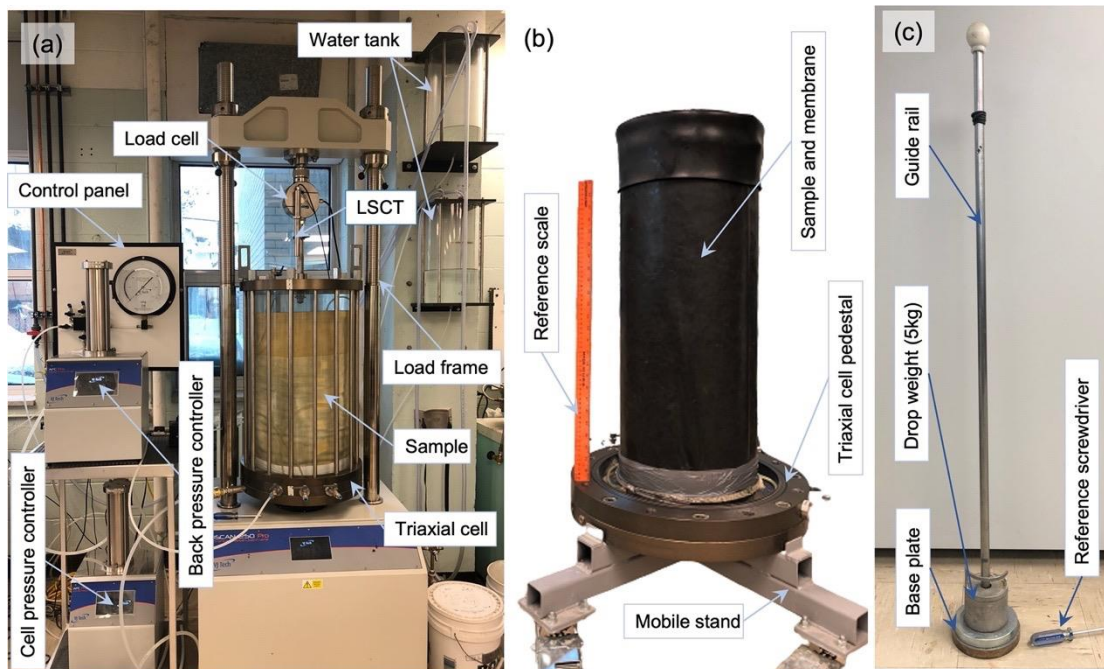 (a)
Water tank
Load cell
Control panel
LSCT
Load frame
Sample
Back pressure controller
Cell pressure controller
Triaxial cell
(b)
Sample and membrane
Reference scale
Triaxial cell pedestal
Mobile stand
(c)
Guide rail
Drop weight (5kg)
Reference screwdriver
Base plate